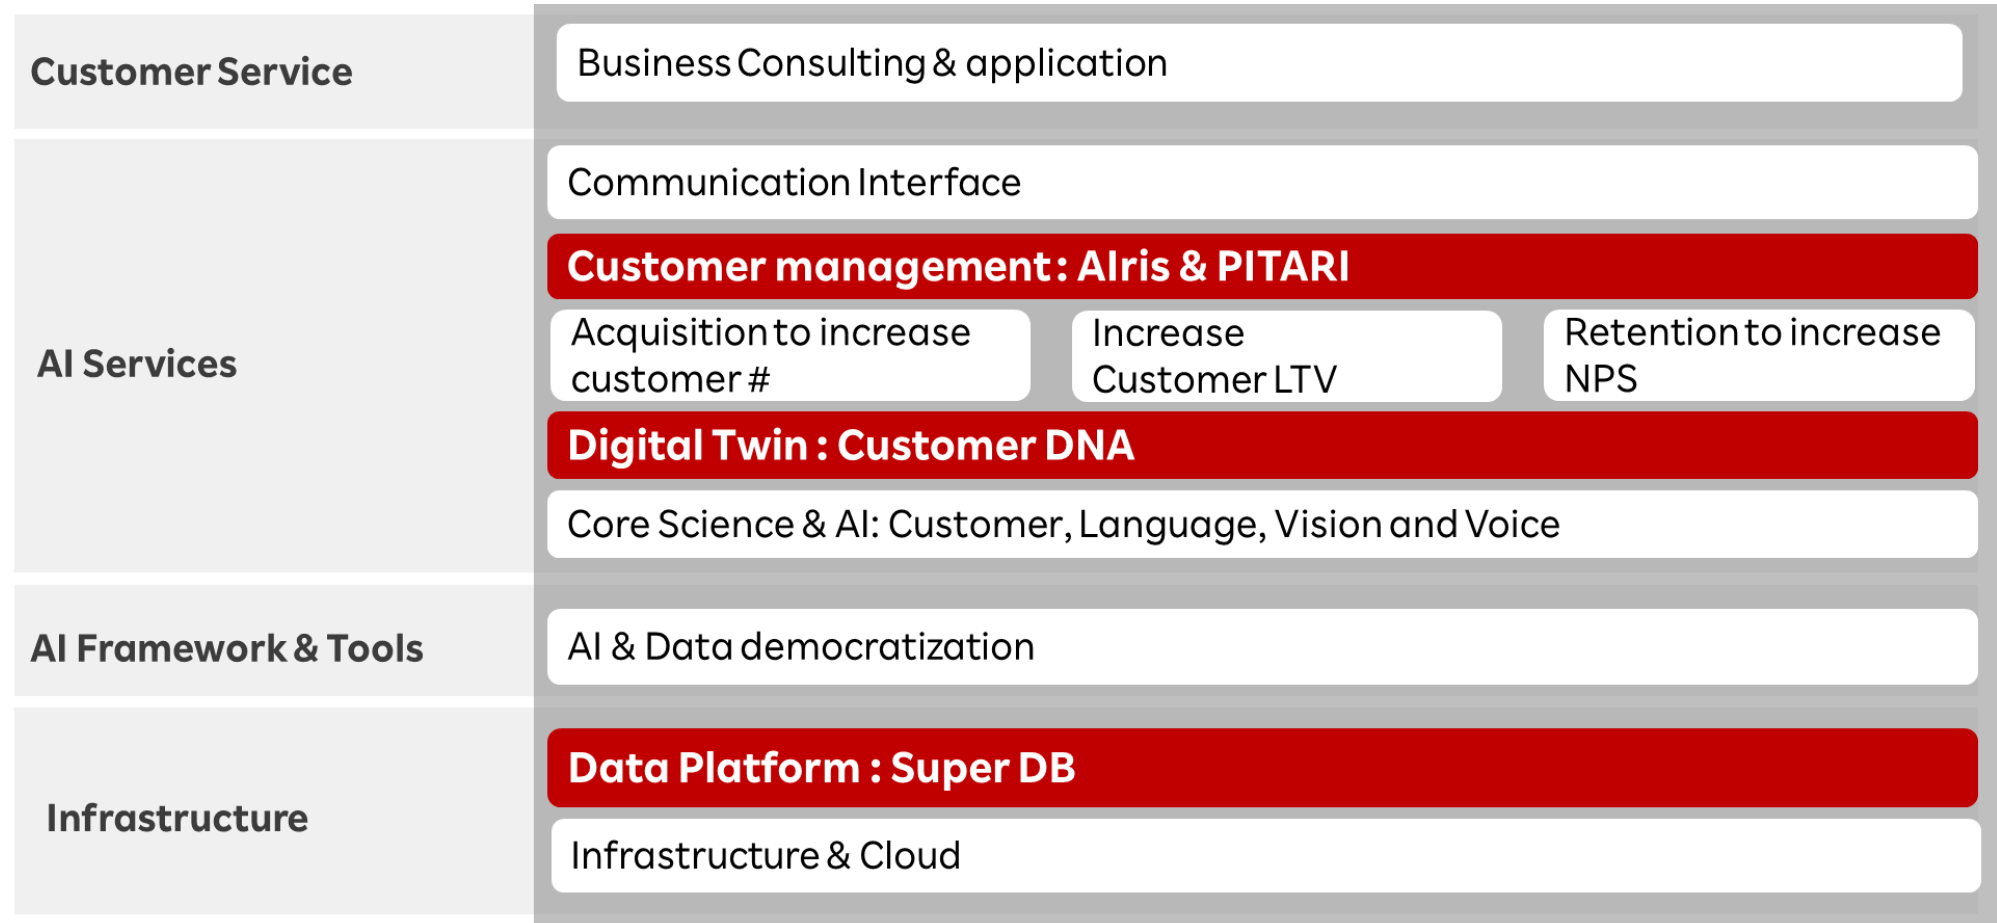 Customer Service
Business Consulting & application
AI Services
Communication Interface
Customer management: AIris & PITARI
Acquisition to increase
customer #
Increase
Customer LTV
Retention to increase
NPS
Digital Twin : Customer DNA
Core Science & AI: Customer, Language, Vision and Voice
AI Framework & Tools
AI & Data democratization
Infrastructure
Data Platform : Super DB
Infrastructure & Cloud